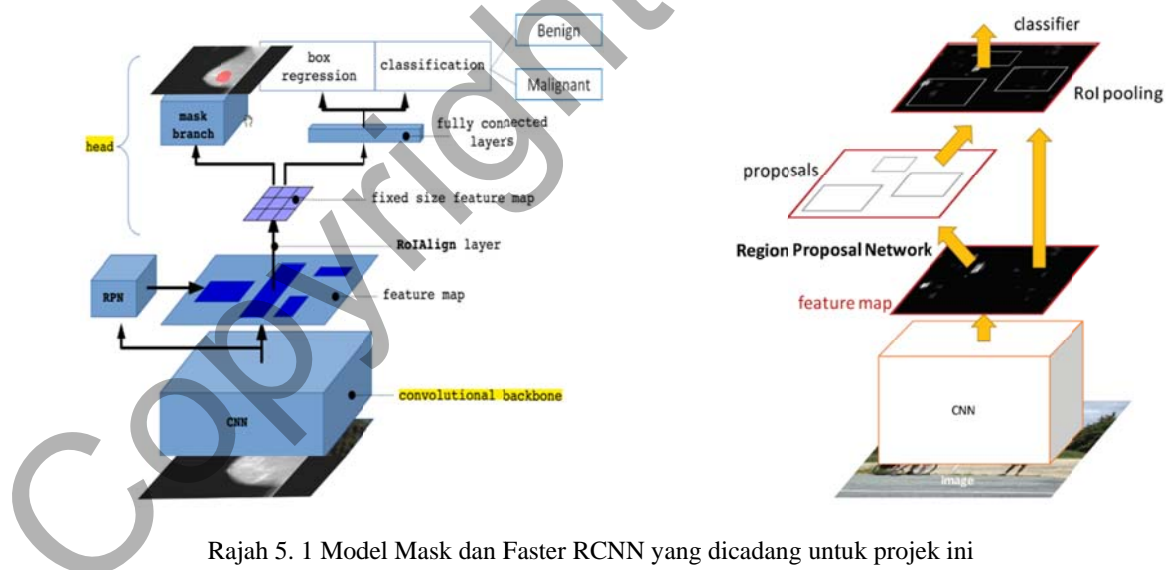 Benign
box
regression
classification
Malignant
mask
branch
fully connected
layers
head
fixed size feature map
RoIAlign layer
RPN
feature map
convolutional backbone
CNN
classifier
RoI pooling
proposals
Region Proposal Network
feature map
CNN
image
Copyright
Rajah 5. 1 Model Mask dan Faster RCNN yang dicadang untuk projek ini